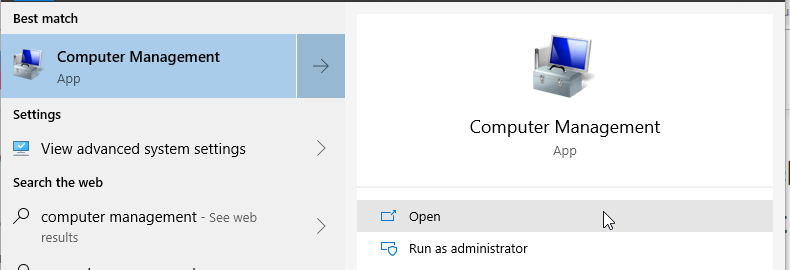 Best match
Computer Management
App
Settings
View advanced system settings
Search the web
computer management - See web
results
Computer Management
App
Open
Run as administrator